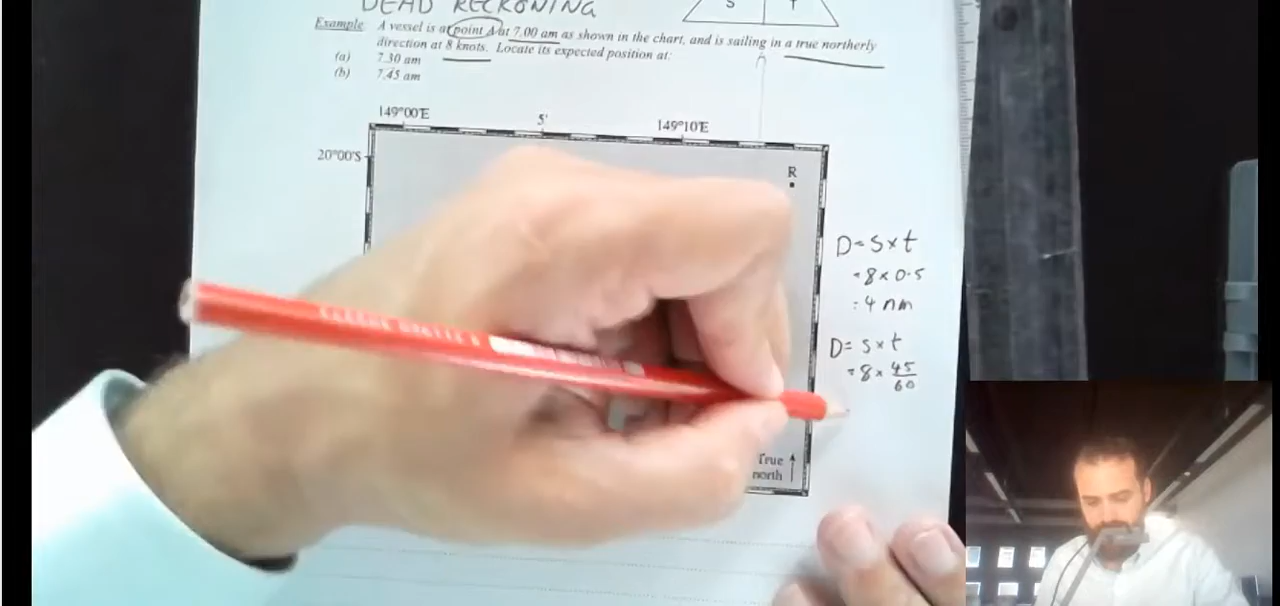 DEAD RECKONING
S T
Example: A vessel is at point A at 7.00 am as shown in the chart, and is sailing in a true northerly
direction at 8 knots. Locate its expected position at:
(a) 7.30 am
(b) 7.45 am
149°00'E 5' 149°10'E
20°00'S
R
D=S×t
=8×0.5
=4nm
D=S×t
=8×45/60
True
north